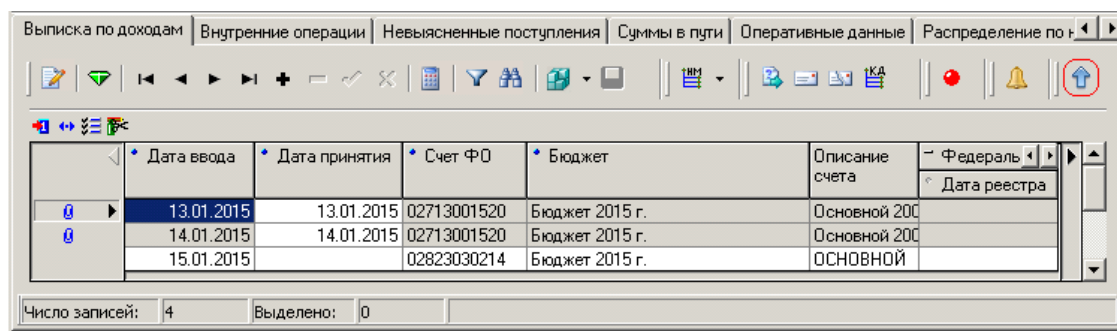 Выписка по доходам Внутренние операции Невыясненные поступления Суммы в пути Оперативные данные Распределение по
НМ КД
Дата ввода Дата принятия Счет ФО Бюджет Описание счета Федераль
Дата реестра
13.01.2015 13.01.2015 02713001520 Бюджет 2015 г. Основной 200
14.01.2015 14.01.2015 02713001520 Бюджет 2015 г. Основной 200
15.01.2015 02823030214 Бюджет 2015 г. ОСНОВНОЙ
Число записей: 4 Выделено: 0